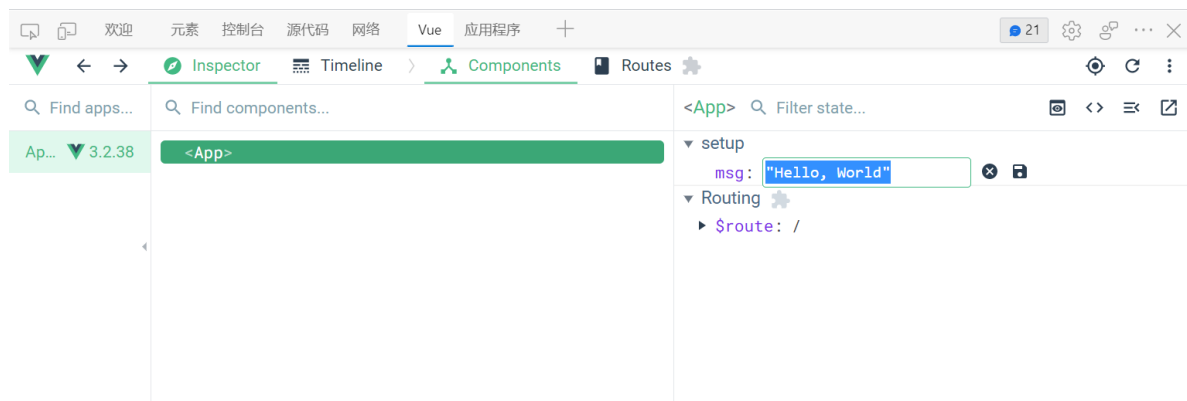 欢迎 元素 控制台 源代码 网络 Vue 应用程序 21
Inspector Timeline Components Routes
Find apps... Find components... <App> Filter state...
Ap... 3.2.38 <App> setup
msg: "Hello, World"
Routing
$route: /